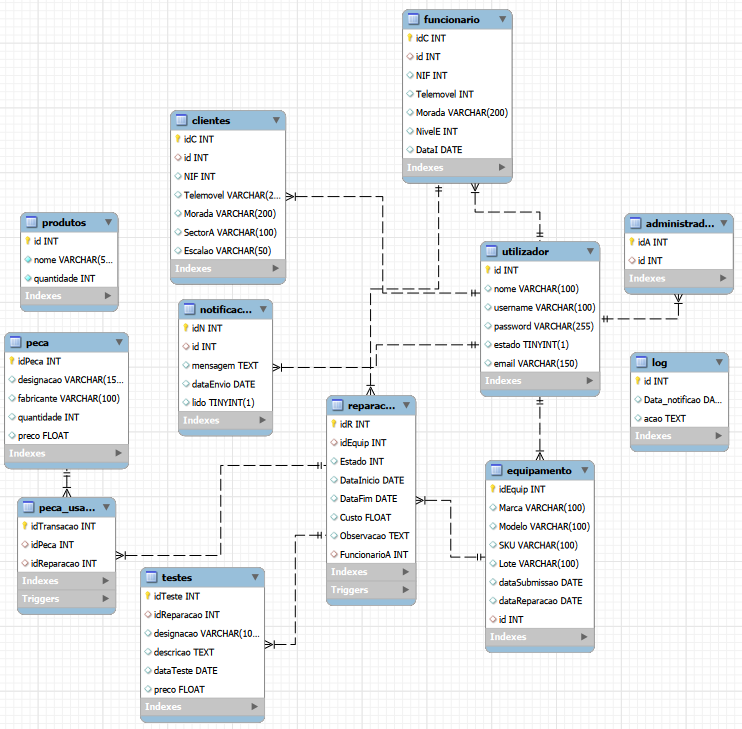 funcionario
idC INT
id INT
NIF INT
Telemovel INT
Morada VARCHAR(200)
NivelE INT
DataI DATE
Indexes
clientes
idC INT
id INT
NIF INT
Telemovel VARCHAR(2...
Morada VARCHAR(200)
SectorA VARCHAR(100)
Escalao VARCHAR(50)
Indexes
produtos
id INT
nome VARCHAR(5...
quantidade INT
Indexes
utilizador
id INT
nome VARCHAR(100)
username VARCHAR(100)
password VARCHAR(255)
estado TINYINT(1)
email VARCHAR(150)
Indexes
administrad...
idA INT
id INT
Indexes
notificac...
idN INT
id INT
mensagem TEXT
dataEnvio DATE
lido TINYINT(1)
Indexes
peca
idPeca INT
designacao VARCHAR(15...
fabricante VARCHAR(100)
quantidade INT
preco FLOAT
Indexes
log
id INT
Data_notificao DA...
acao TEXT
Indexes
reparac...
idR INT
idEquip INT
Estado INT
DataInicio DATE
DataFim DATE
Custo FLOAT
Observacao TEXT
FuncionarioA INT
Indexes
Triggers
equipamento
idEquip INT
Marca VARCHAR(100)
Modelo VARCHAR(100)
SKU VARCHAR(100)
Lote VARCHAR(100)
dataSubmissao DATE
dataReparacao DATE
id INT
Indexes
peca_usa...
idTransacao INT
idPeca INT
idReparacao INT
Indexes
Triggers
testes
idTeste INT
idReparacao INT
designacao VARCHAR(10...
descricao TEXT
dataTeste DATE
preco FLOAT
Indexes